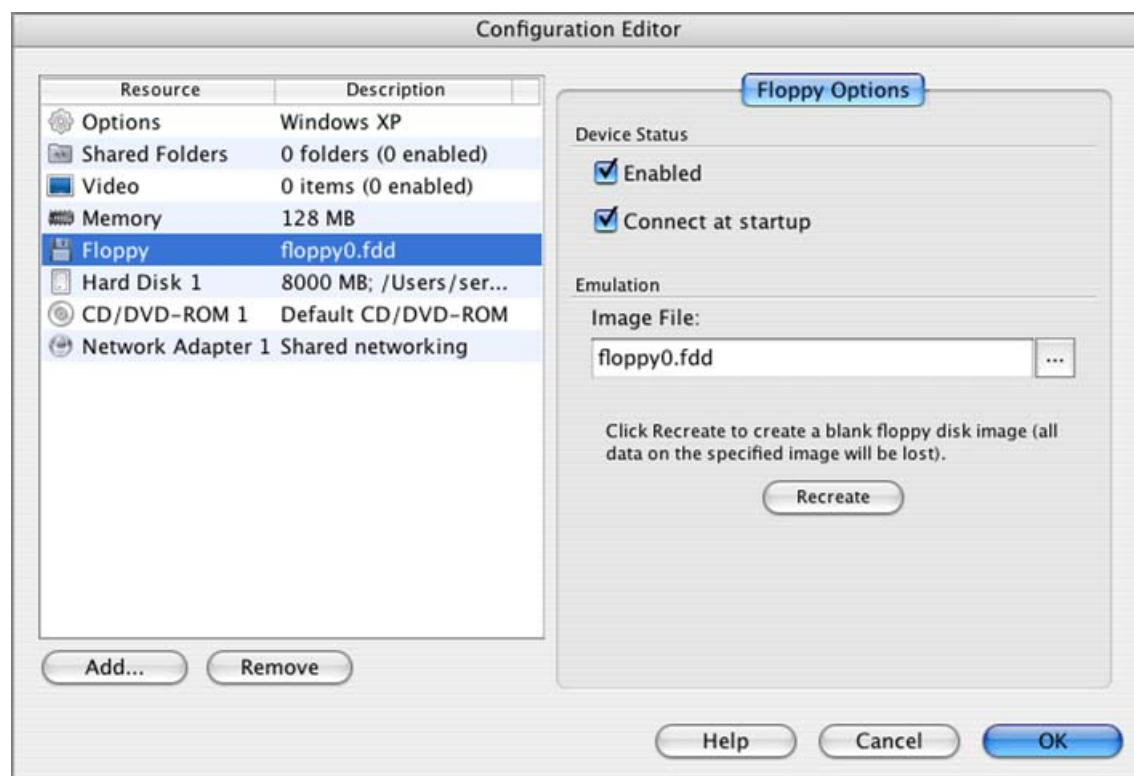 Configuration Editor
Resource Description
Options Windows XP
Shared Folders 0 folders (0 enabled)
Video 0 items (0 enabled)
Memory 128 MB
Floppy floppy0.fdd
Hard Disk 1 8000 MB; /Users/ser...
CD/DVD-ROM 1 Default CD/DVD-ROM
Network Adapter 1 Shared networking
Add... Remove
Floppy Options
Device Status
Enabled
Connect at startup
Emulation
Image File:
floppy0.fdd ...
Click Recreate to create a blank floppy disk image (all
data on the specified image will be lost).
Recreate
Help Cancel OK